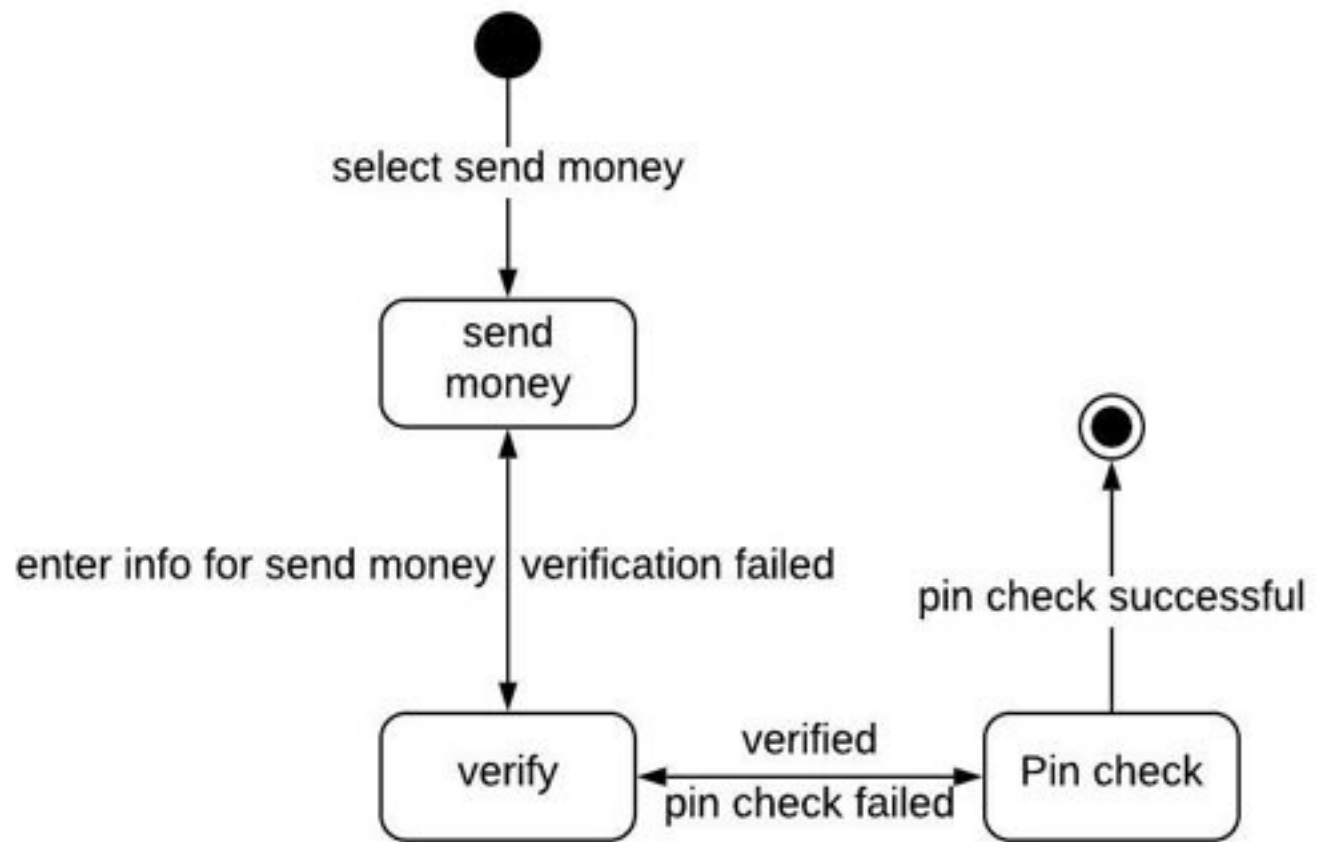 select send money
send
money
enter info for send money
verification failed
pin check successful
verify
verified
pin check failed
Pin check